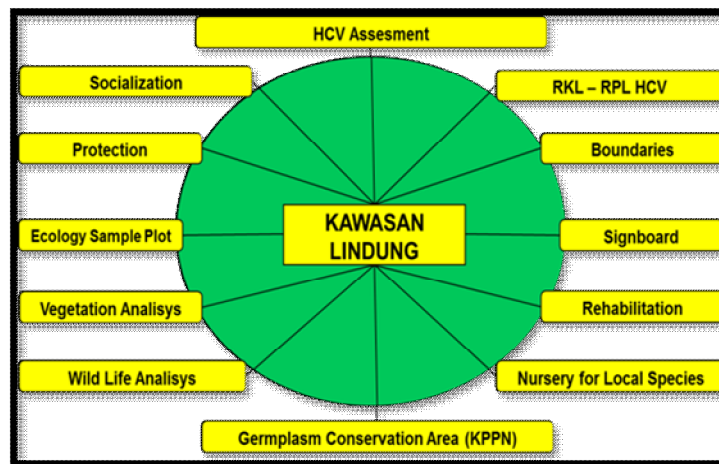 HCV Assesment
Socialization
RKL – RPL HCV
Protection
Boundaries
KAWASAN
LINDUNG
Ecology Sample Plot
Signboard
Vegetation Analisys
Rehabilitation
Wild Life Analisys
Nursery for Local Species
Germplasm Conservation Area (KPPN)